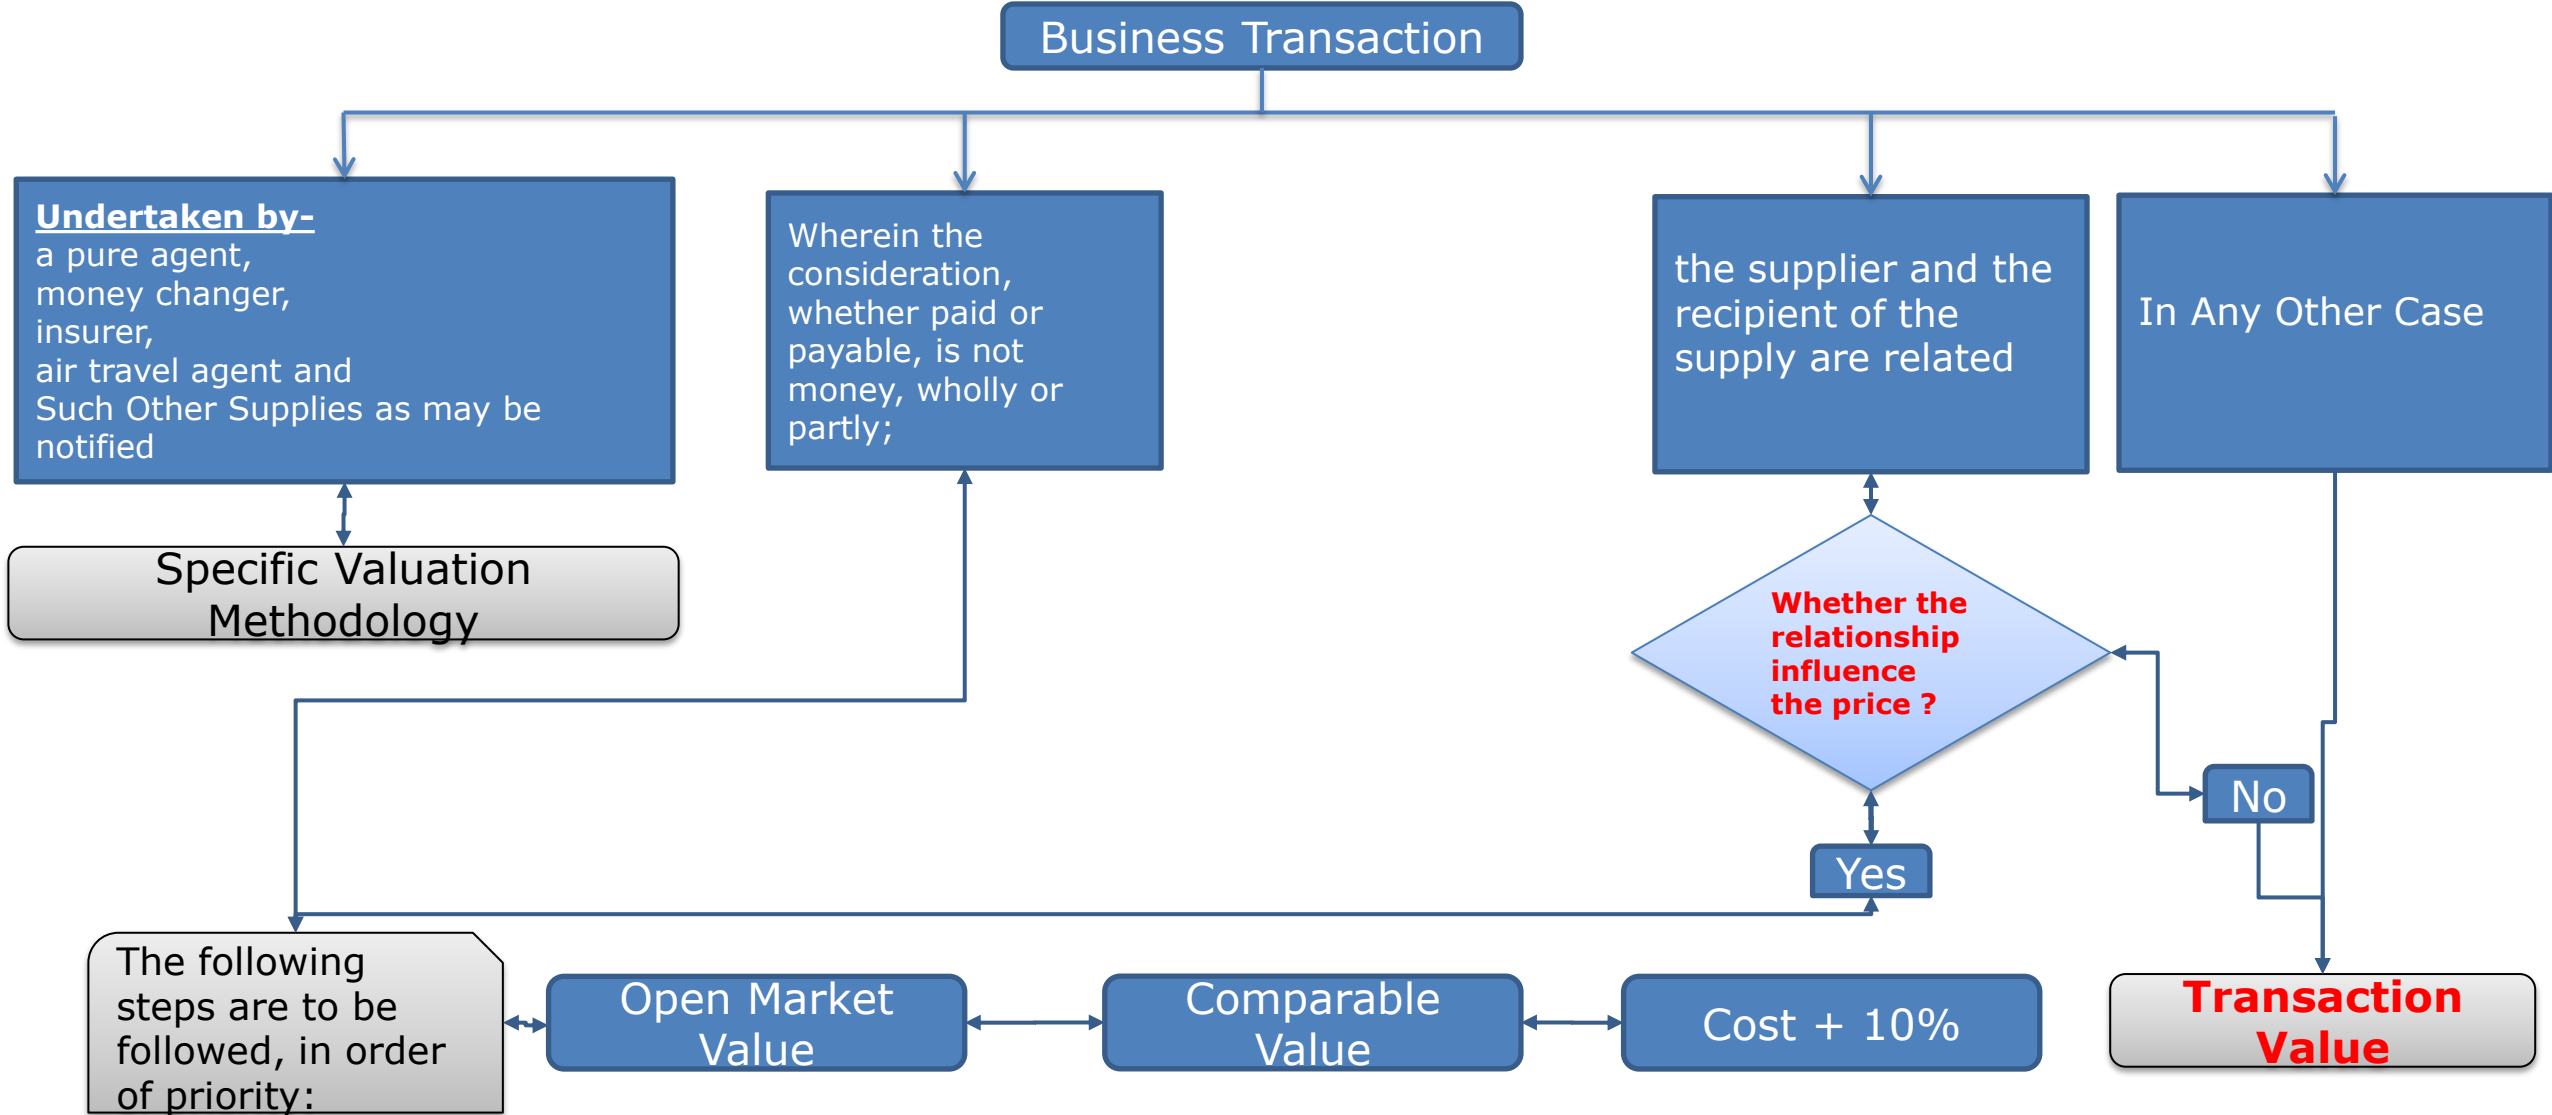 Business Transaction
Undertaken by-
a pure agent,
money changer,
insurer,
air travel agent and
Such Other Supplies as may be
notified
Wherein the
consideration,
whether paid or
payable, is not
money, wholly or
partly;
the supplier and the
recipient of the
supply are related
In Any Other Case
Specific Valuation
Methodology
Whether the
relationship
influence
the price ?
No
Yes
The following
steps are to be
followed, in order
of priority:
Open Market
Value
Comparable
Value
Cost + 10%
Transaction
Value